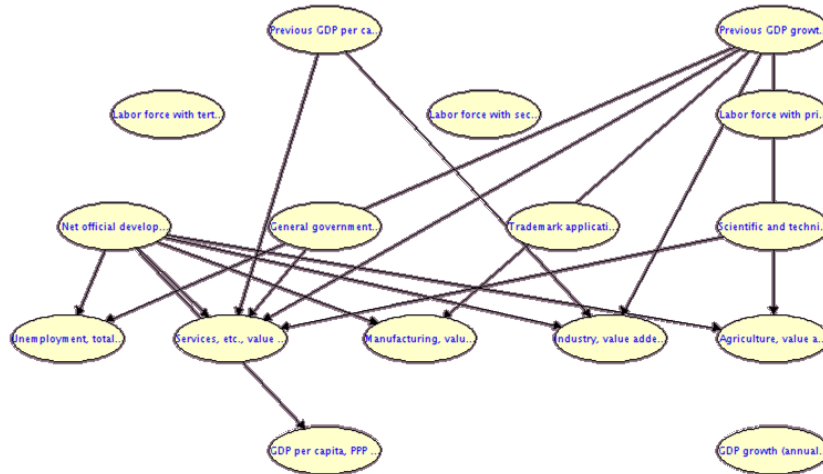 Previous GDP per ca...
Previous GDP growt...
Labor force with tert...
Labor force with sec...
Labor force with pri...
Net official develop...
General government...
Trademark applicati...
Scientific and techni...
Unemployment, total...
Services, etc., value ...
Manufacturing, valu...
Industry, value adde...
Agriculture, value a...
GDP per capita, PPP ...
GDP growth (annual...